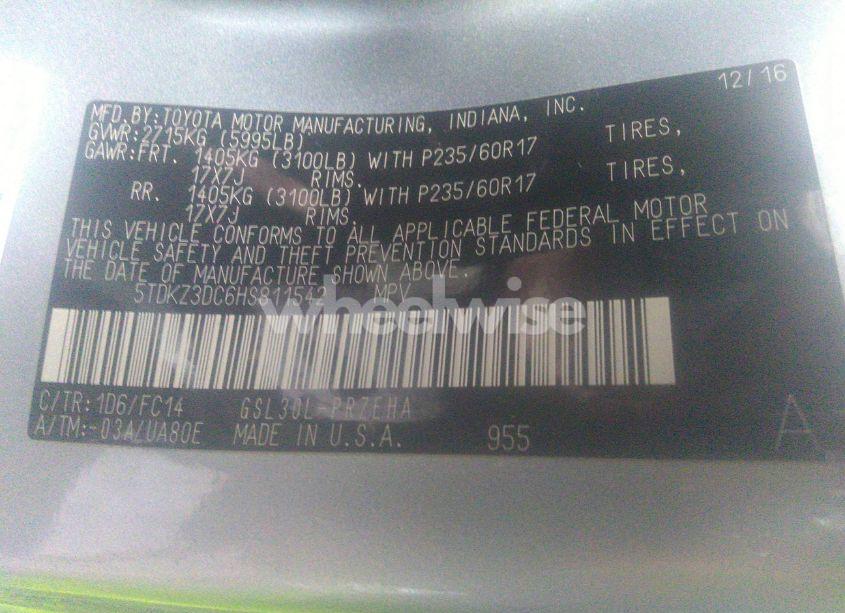 12/16
MFD.BY:TOYOTA MOTOR MANUFACTURING, INDIANA, INC.
GVWR:2715KG (5995LB)
GAWR:FRT. 1405KG (3100LB) WITH P235/60R17 TIRES,
17X7J RIMS.
RR. 1405KG (3100LB) WITH P235/60R17 TIRES,
17X7J RIMS.
THIS VEHICLE CONFORMS TO ALL APPLICABLE FEDERAL MOTOR
VEHICLE SAFETY AND THEFT PREVENTION STANDARDS IN EFFECT ON
THE DATE OF MANUFACTURE SHOWN ABOVE.
5TDKZ3DC6HS811542 MPV
wheelwise
C/TR:1D6/FC14 GSL30L-PRZEHA
A/TM:-03A/UA80E MADE IN U.S.A. 955
A